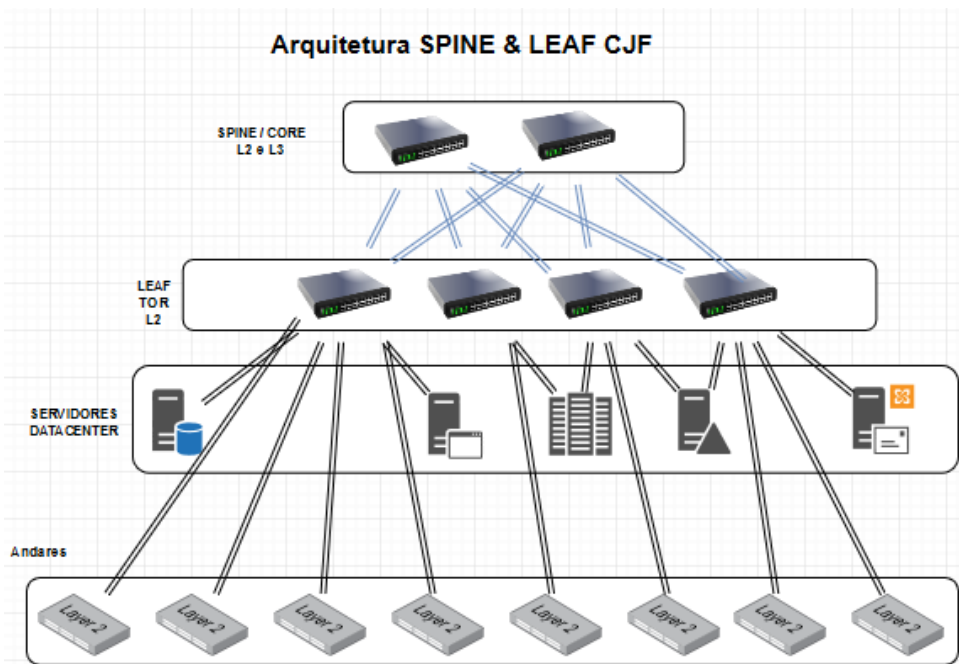 Arquitetura SPINE & LEAF CJF
SPINE / CORE
L2 e L3
LEAF
TOR
L2
SERVIDORES
DATACENTER
Andares
Layer 2
Layer 2
Layer 2
Layer 2
Layer 2
Layer 2
Layer 2
Layer 2